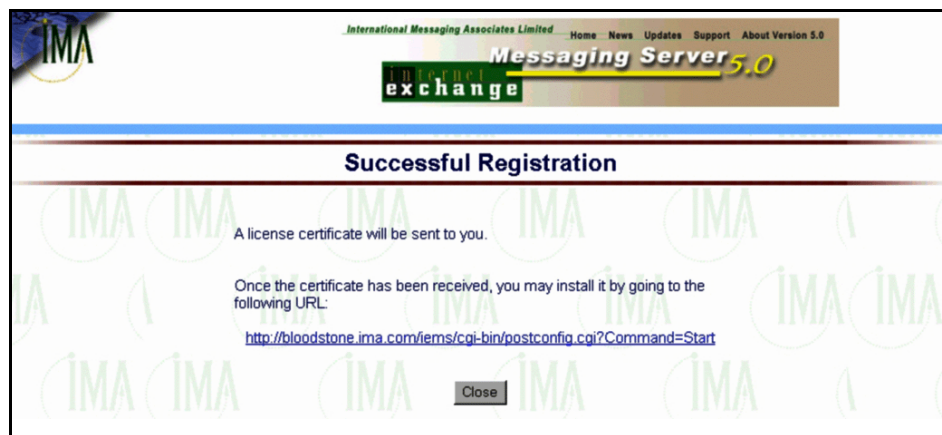 IMA
International Messaging Associates Limited
Home News Updates Support About Version 5.0
Messaging Server 5.0
internet
exchange
Successful Registration
A license certificate will be sent to you.
Once the certificate has been received, you may install it by going to the
following URL:
http://bloodstone.ima.com/iems/cgi-bin/postconfig.cgi?Command=Start
Close